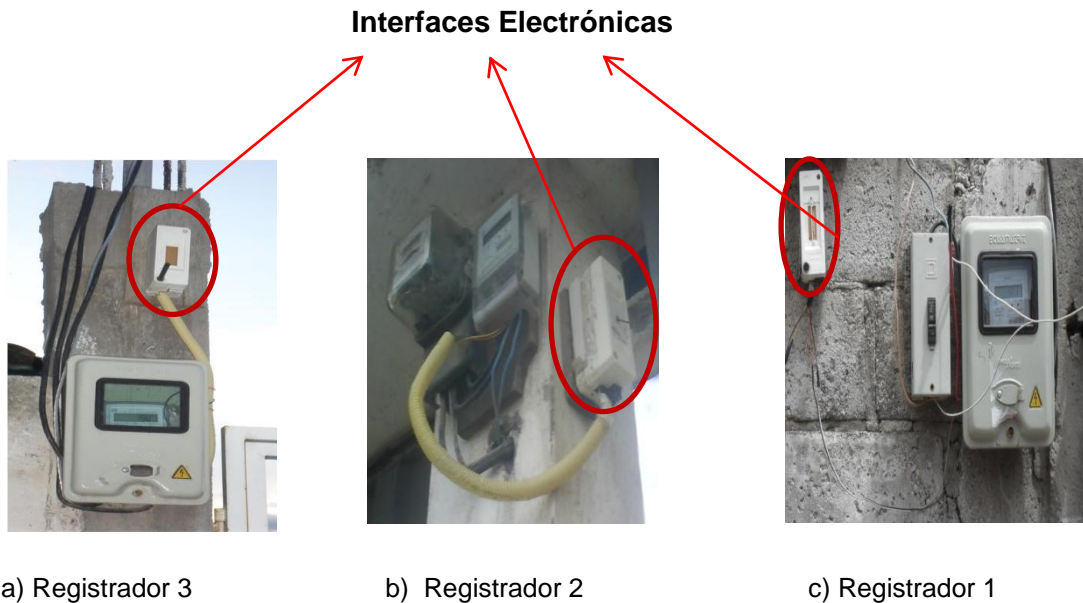 Interfaces Electrónicas
a) Registrador 3
b) Registrador 2
c) Registrador 1